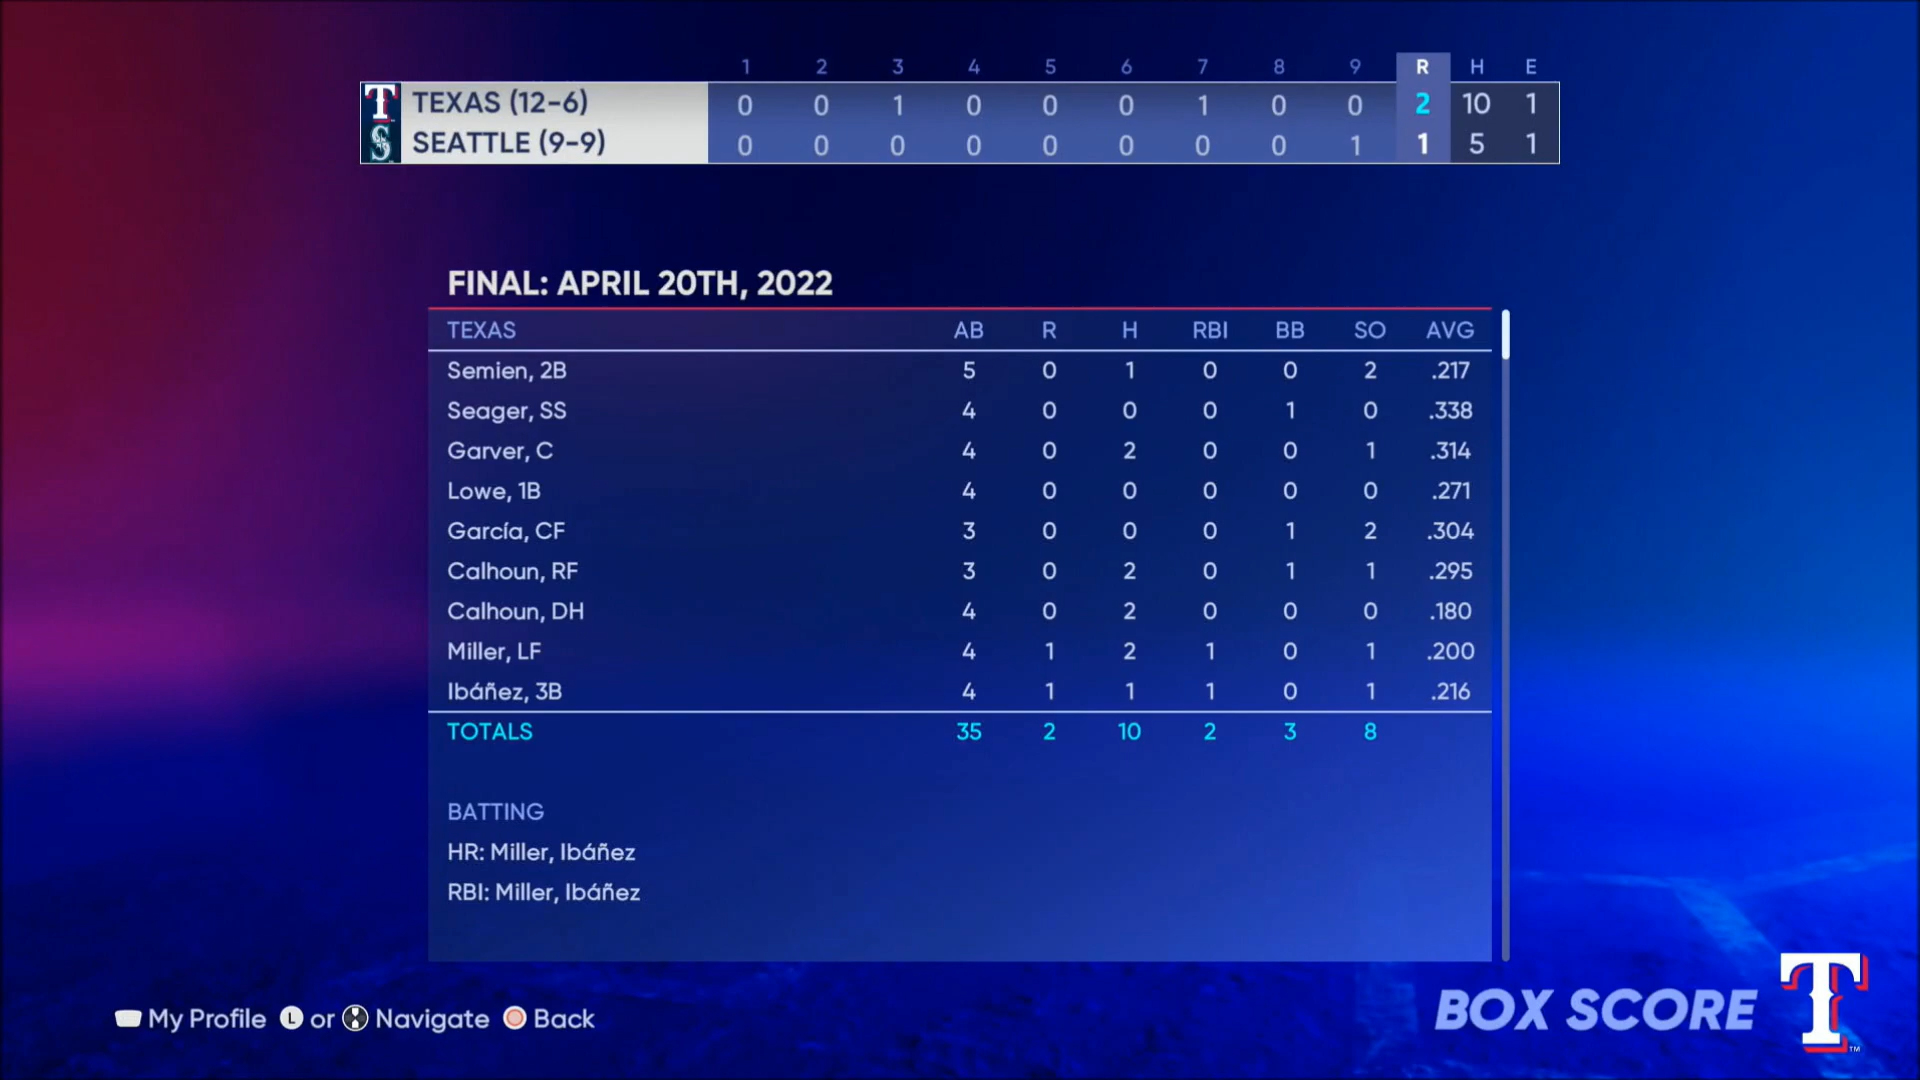 1 2 3 4 5 6 7 8 9 R H E
T TEXAS (12-6) 0 0 1 0 0 0 1 0 0 2 10 1
S SEATTLE (9-9) 0 0 0 0 0 0 0 0 1 1 5 1
FINAL: APRIL 20TH, 2022
TEXAS AB R H RBI BB SO AVG
Semien, 2B 5 0 1 0 0 2 .217
Seager, SS 4 0 0 0 1 0 .338
Garver, C 4 0 2 0 0 1 .314
Lowe, 1B 4 0 0 0 0 0 .271
García, CF 3 0 0 0 1 2 .304
Calhoun, RF 3 0 2 0 1 1 .295
Calhoun, DH 4 0 2 0 0 0 .180
Miller, LF 4 1 2 1 0 1 .200
Ibáñez, 3B 4 1 1 1 0 1 .216
TOTALS 35 2 10 2 3 8
BATTING
HR: Miller, Ibáñez
RBI: Miller, Ibáñez
My Profile L or Navigate Back
BOX SCORE T TM